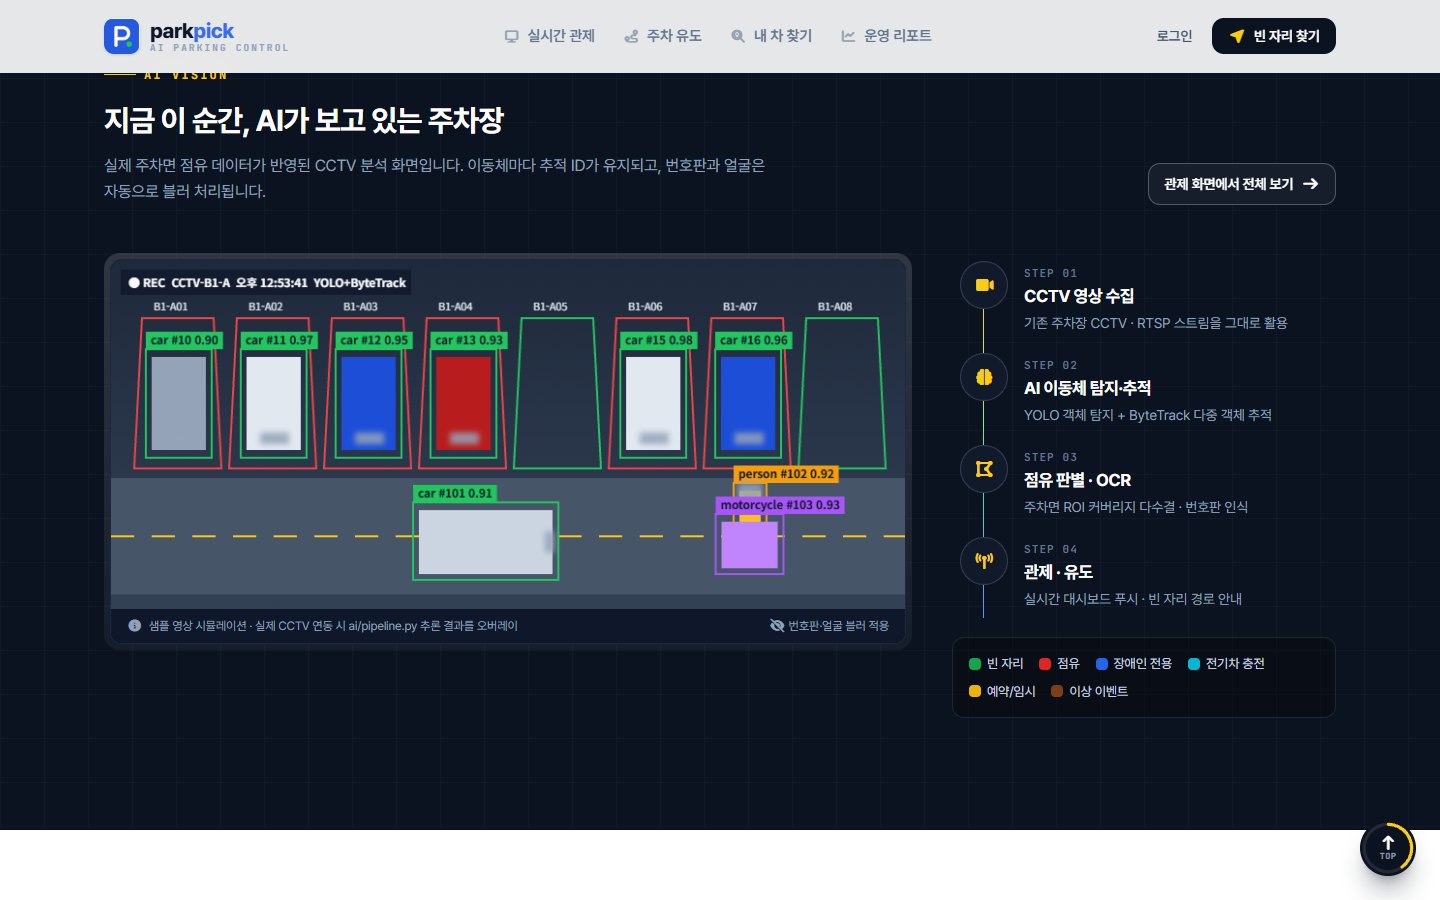 parkpick
AI PARKING CONTROL
실시간 관제
주차 유도
내 차 찾기
운영 리포트
로그인
빈 자리 찾기
AI VISION
지금 이 순간, AI가 보고 있는 주차장
실제 주차면 점유 데이터가 반영된 CCTV 분석 화면입니다. 이동체마다 추적 ID가 유지되고, 번호판과 얼굴은
자동으로 블러 처리됩니다.
관제 화면에서 전체 보기
REC CCTV-B1-A 오후 12:53:41 YOLO+ByteTrack
B1-A01
B1-A02
B1-A03
B1-A04
B1-A05
B1-A06
B1-A07
B1-A08
car #10 0.90
car #11 0.97
car #12 0.95
car #13 0.93
car #15 0.98
car #16 0.96
person #102 0.92
car #101 0.91
motorcycle #103 0.93
샘플 영상 시뮬레이션 · 실제 CCTV 연동 시 ai/pipeline.py 추론 결과를 오버레이
번호판·얼굴 블러 적용
STEP 01
CCTV 영상 수집
기존 주차장 CCTV · RTSP 스트림을 그대로 활용
STEP 02
AI 이동체 탐지·추적
YOLO 객체 탐지 + ByteTrack 다중 객체 추적
STEP 03
점유 판별 · OCR
주차면 ROI 커버리지 다수결 · 번호판 인식
STEP 04
관제 · 유도
실시간 대시보드 푸시 · 빈 자리 경로 안내
빈 자리
점유
장애인 전용
전기차 충전
예약/임시
이상 이벤트
TOP